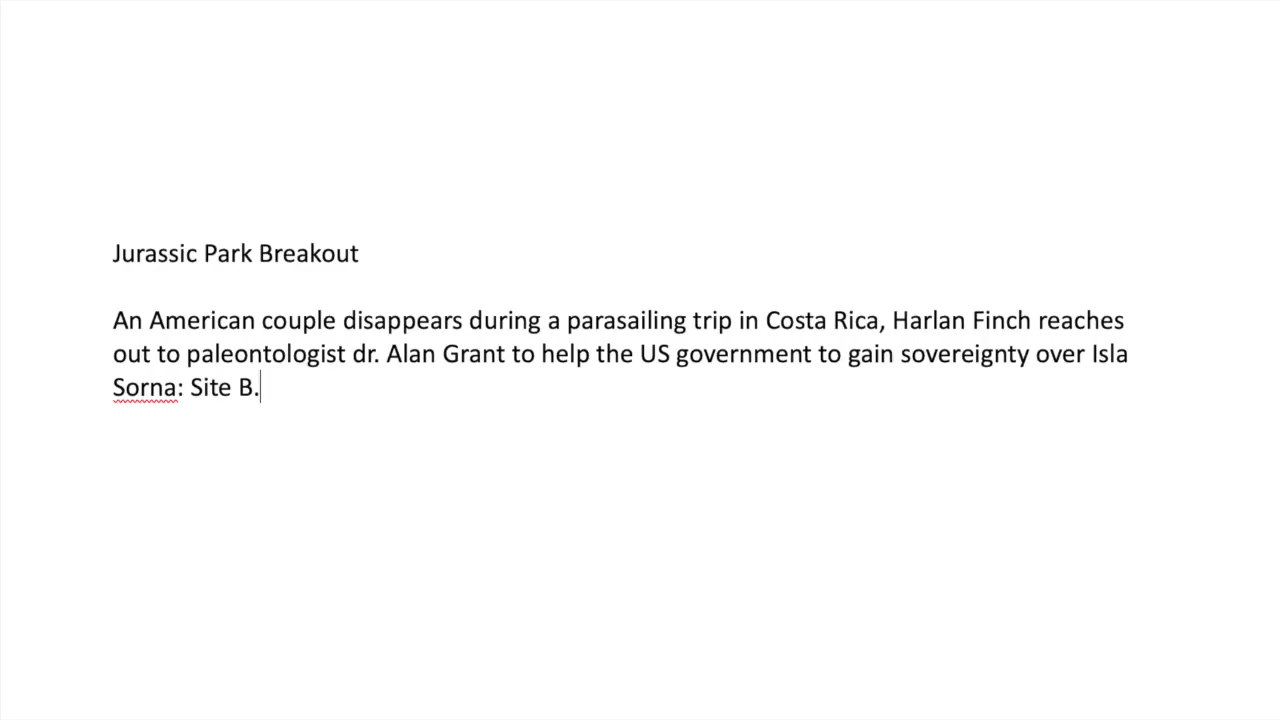 Jurassic Park Breakout
An American couple disappears during a parasailing trip in Costa Rica, Harlan Finch reaches
out to paleontologist dr. Alan Grant to help the US government to gain sovereignty over Isla
Sorna: Site B.